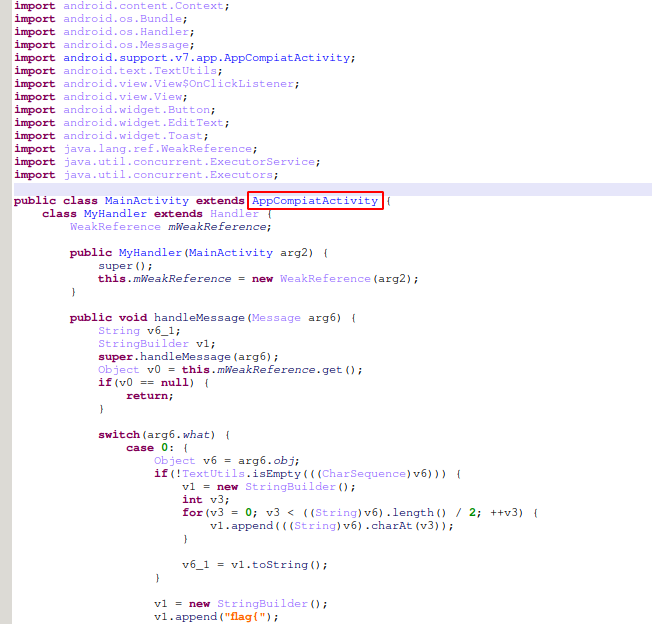 import android.content.Context;
import android.os.Bundle;
import android.os.Handler;
import android.os.Message;
import android.support.v7.app.AppCompiatActivity;
import android.text.TextUtils;
import android.view.View$OnClickListener;
import android.view.View;
import android.widget.Button;
import android.widget.EditText;
import android.widget.Toast;
import java.lang.ref.WeakReference;
import java.util.concurrent.ExecutorService;
import java.util.concurrent.Executors;
public class MainActivity extends AppCompiatActivity {
class MyHandler extends Handler {
WeakReference mWeakReference;
public MyHandler(MainActivity arg2) {
super();
this.mWeakReference = new WeakReference(arg2);
}
public void handleMessage(Message arg6) {
String v6_1;
StringBuilder v1;
super.handleMessage(arg6);
Object v0 = this.mWeakReference.get();
if(v0 == null) {
return;
}
switch(arg6.what) {
case 0: {
Object v6 = arg6.obj;
if(!TextUtils.isEmpty(((CharSequence)v6))) {
v1 = new StringBuilder();
int v3;
for(v3 = 0; v3 < ((String)v6).length() / 2; ++v3) {
v1.append(((String)v6).charAt(v3));
}
v6_1 = v1.toString();
}
v1 = new StringBuilder();
v1.append("flag{");